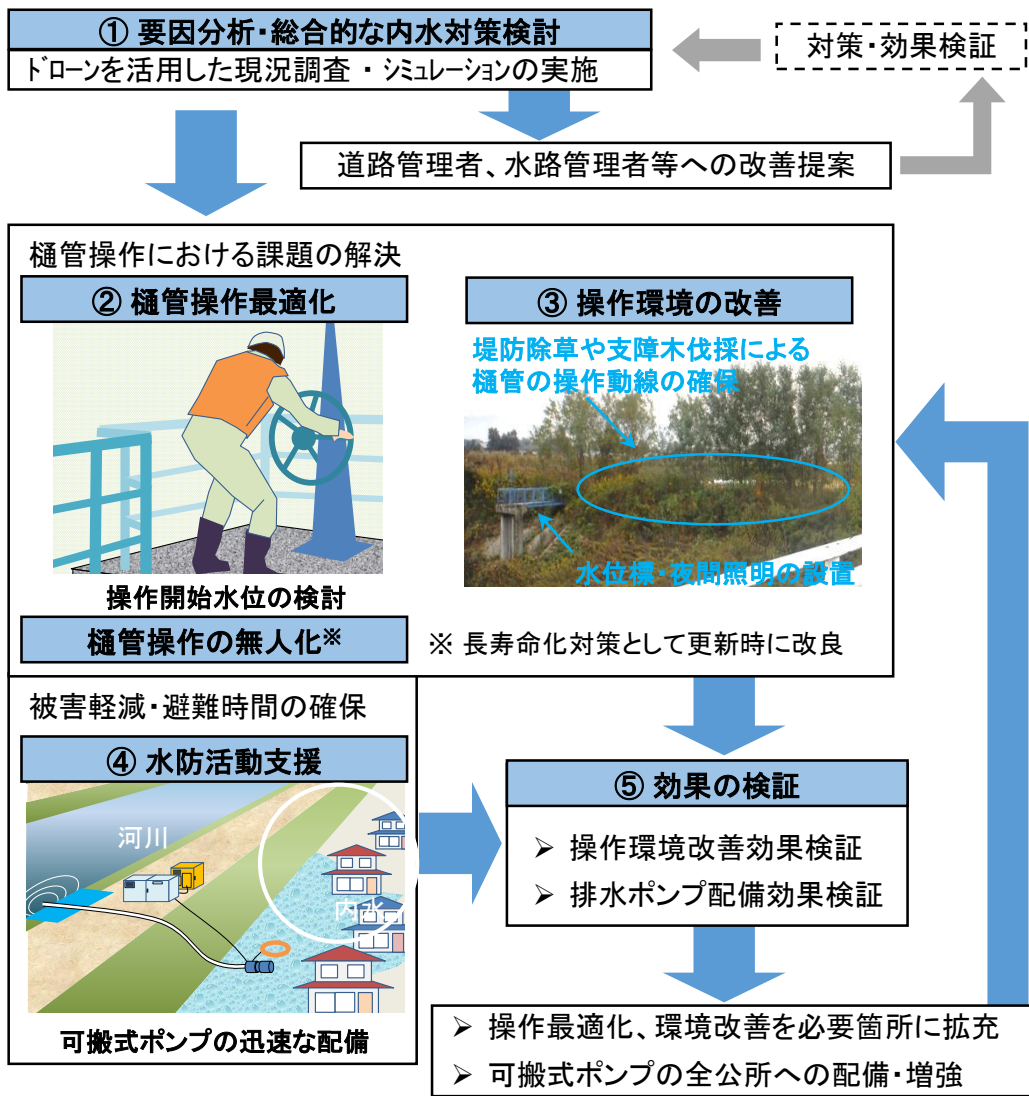 ① 要因分析・総合的な内水対策検討
ﾄﾞﾛｰﾝを活用した現況調査 ・ ｼﾐｭﾚｰｼｮﾝの実施
対策・効果検証
道路管理者、水路管理者等への改善提案
樋管操作における課題の解決
② 樋管操作最適化
操作開始水位の検討
樋管操作の無人化※
③ 操作環境の改善
堤防除草や支障木伐採による
樋管の操作動線の確保
水位標・夜間照明の設置
※ 長寿命化対策として更新時に改良
被害軽減・避難時間の確保
④ 水防活動支援
河川
内水
可搬式ポンプの迅速な配備
⑤ 効果の検証
➢ 操作環境改善効果検証
➢ 排水ポンプ配備効果検証
➢ 操作最適化、環境改善を必要箇所に拡充
➢ 可搬式ポンプの全公所への配備・増強